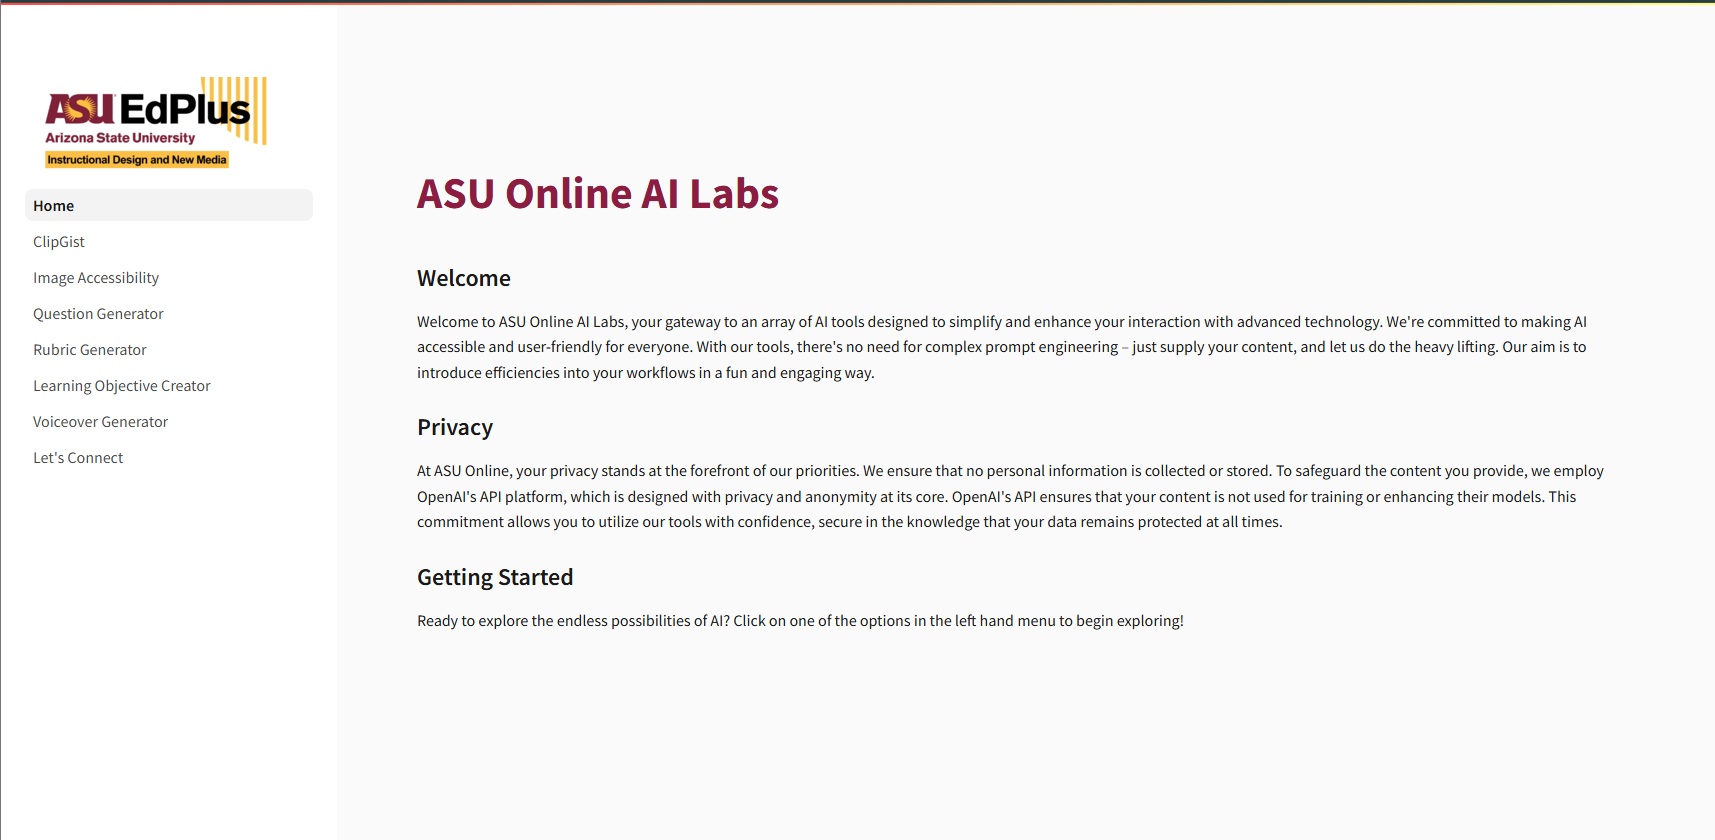 ASU EdPlus
Arizona State University
Instructional Design and New Media
Home
ClipGist
Image Accessibility
Question Generator
Rubric Generator
Learning Objective Creator
Voiceover Generator
Let's Connect
ASU Online AI Labs
Welcome
Welcome to ASU Online AI Labs, your gateway to an array of AI tools designed to simplify and enhance your interaction with advanced technology. We're committed to making AI
accessible and user-friendly for everyone. With our tools, there's no need for complex prompt engineering – just supply your content, and let us do the heavy lifting. Our aim is to
introduce efficiencies into your workflows in a fun and engaging way.
Privacy
At ASU Online, your privacy stands at the forefront of our priorities. We ensure that no personal information is collected or stored. To safeguard the content you provide, we employ
OpenAI's API platform, which is designed with privacy and anonymity at its core. OpenAI's API ensures that your content is not used for training or enhancing their models. This
commitment allows you to utilize our tools with confidence, secure in the knowledge that your data remains protected at all times.
Getting Started
Ready to explore the endless possibilities of AI? Click on one of the options in the left hand menu to begin exploring!